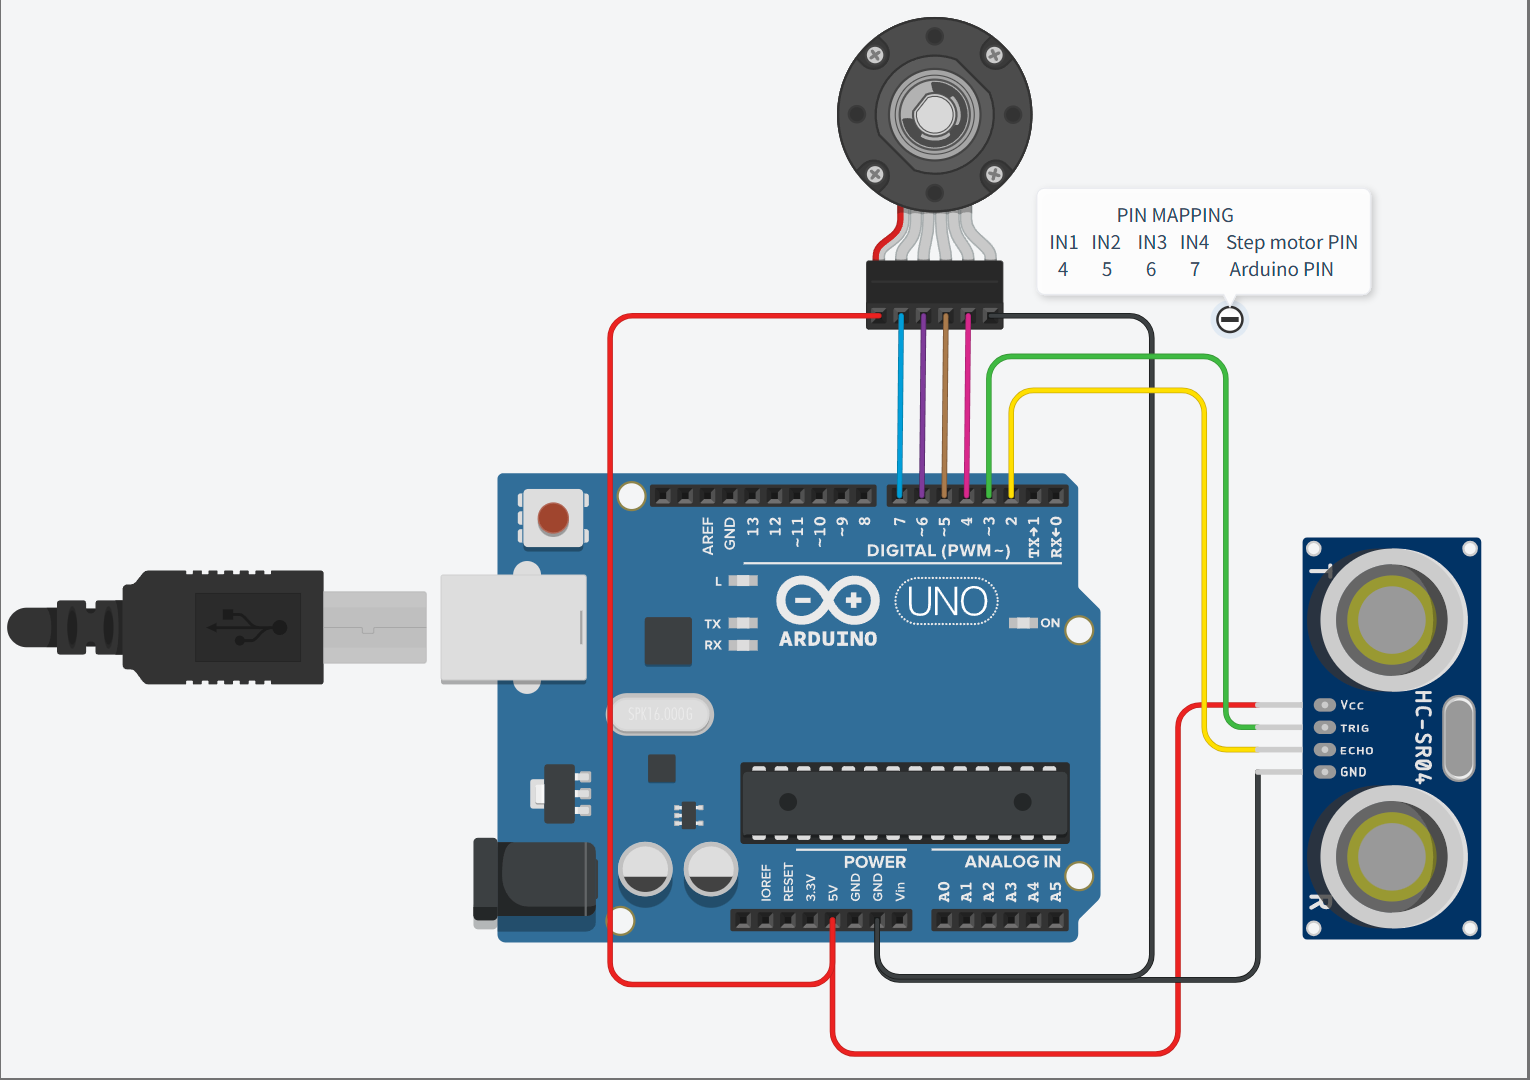 PIN MAPPING
IN1 IN2 IN3 IN4 Step motor PIN
4 5 6 7 Arduino PIN
AREF
GND
13
12
~11
~10
~9
8
7
~6
~5
4
~3
2
TX→1
RX←0
DIGITAL (PWM~)
L
TX
RX
ARDUINO
UNO
ON
SPK16.000G
T
VCC
TRIG
ECHO
GND
HC-SR04
R
POWER
ANALOG IN
IOREF
RESET
3.3V
5V
GND
GND
Vin
A0
A1
A2
A3
A4
A5